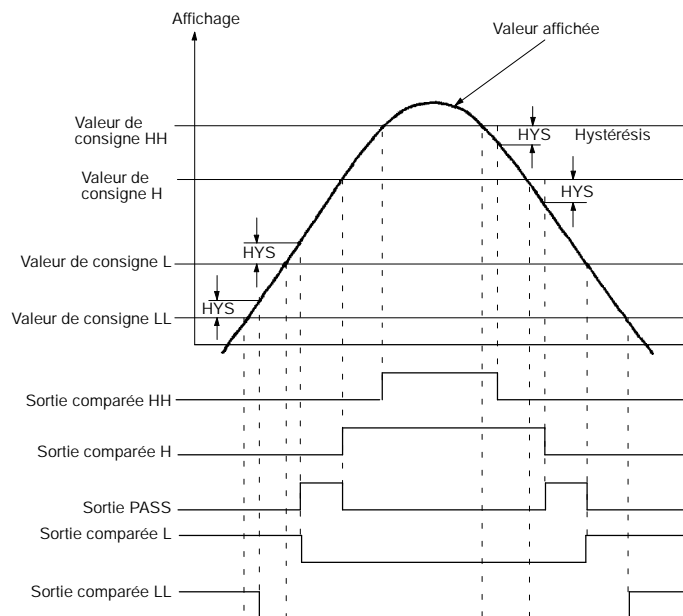 Affichage
Valeur affichée
Valeur de
consigne HH
HYS
Hystérésis
Valeur de
consigne H
HYS
HYS
Valeur de consigne L
HYS
Valeur de consigne LL
Sortie comparée HH
Sortie comparée H
Sortie PASS
Sortie comparée L
Sortie comparée LL